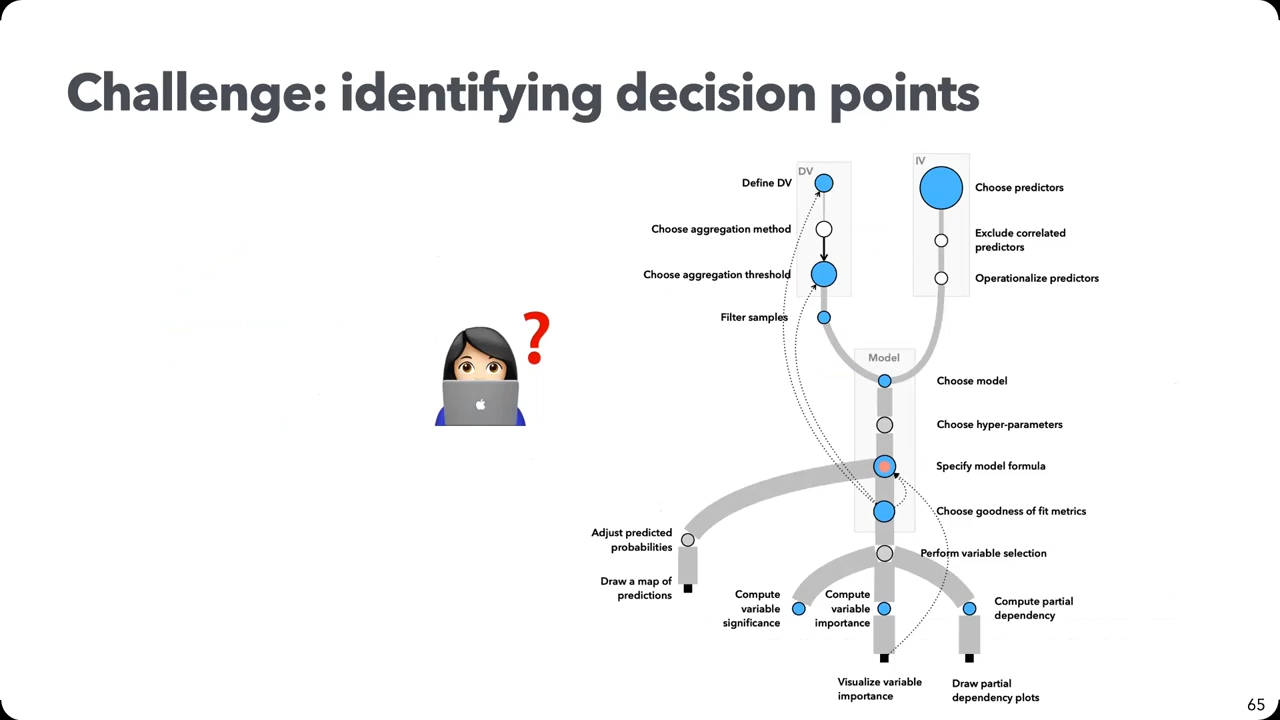 Challenge: identifying decision points
DV
IV
Define DV
Choose predictors
Choose aggregation method
Exclude correlated
predictors
Choose aggregation threshold
Operationalize predictors
Filter samples
❓
Model
Choose model
Choose hyper-parameters
Specify model formula
Choose goodness of fit metrics
Adjust predicted
probabilities
Perform variable selection
Draw a map of
predictions
Compute
variable
significance
Compute
variable
importance
Compute partial
dependency
Visualize variable
importance
Draw partial
dependency plots
65